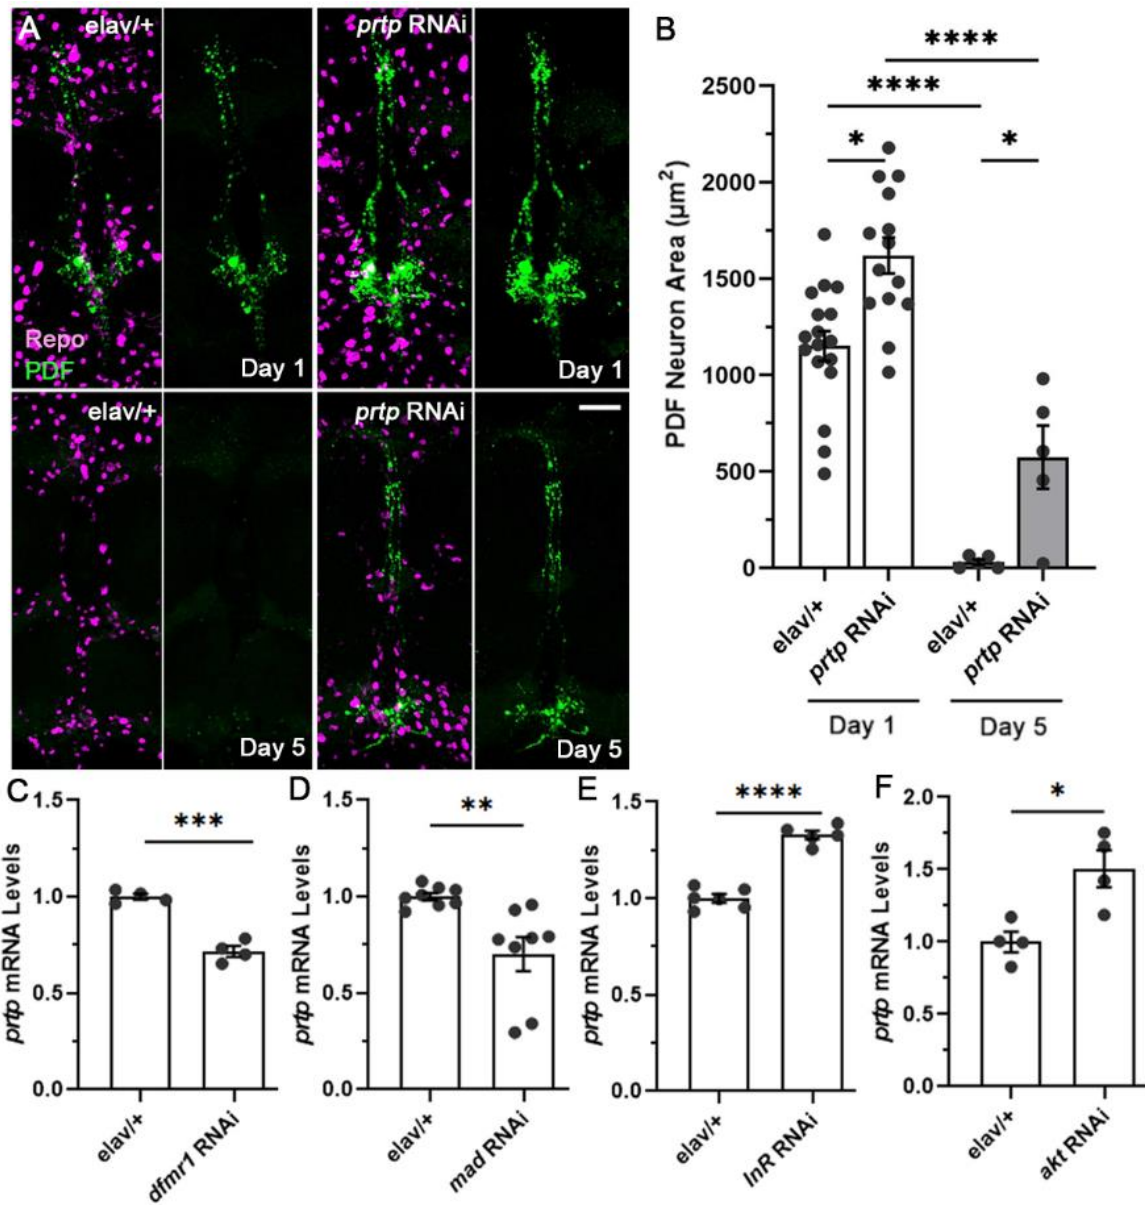 A
elav/+
prtp RNAi
Repo
PDF
Day 1
Day 1
elav/+
prtp RNAi
Day 5
Day 5
B
****
****
*
*
PDF Neuron Area (µm²)
2500
2000
1500
1000
500
0
elav/+
prtp RNAi
elav/+
prtp RNAi
Day 1
Day 5
C
***
prtp mRNA Levels
1.5
1.0
0.5
0.0
elav/+
dfmr1 RNAi
D
**
prtp mRNA Levels
1.5
1.0
0.5
0.0
elav/+
mad RNAi
E
****
prtp mRNA Levels
1.5
1.0
0.5
0.0
elav/+
InR RNAi
F
*
prtp mRNA Levels
2.0
1.5
1.0
0.5
0.0
elav/+
akt RNAi